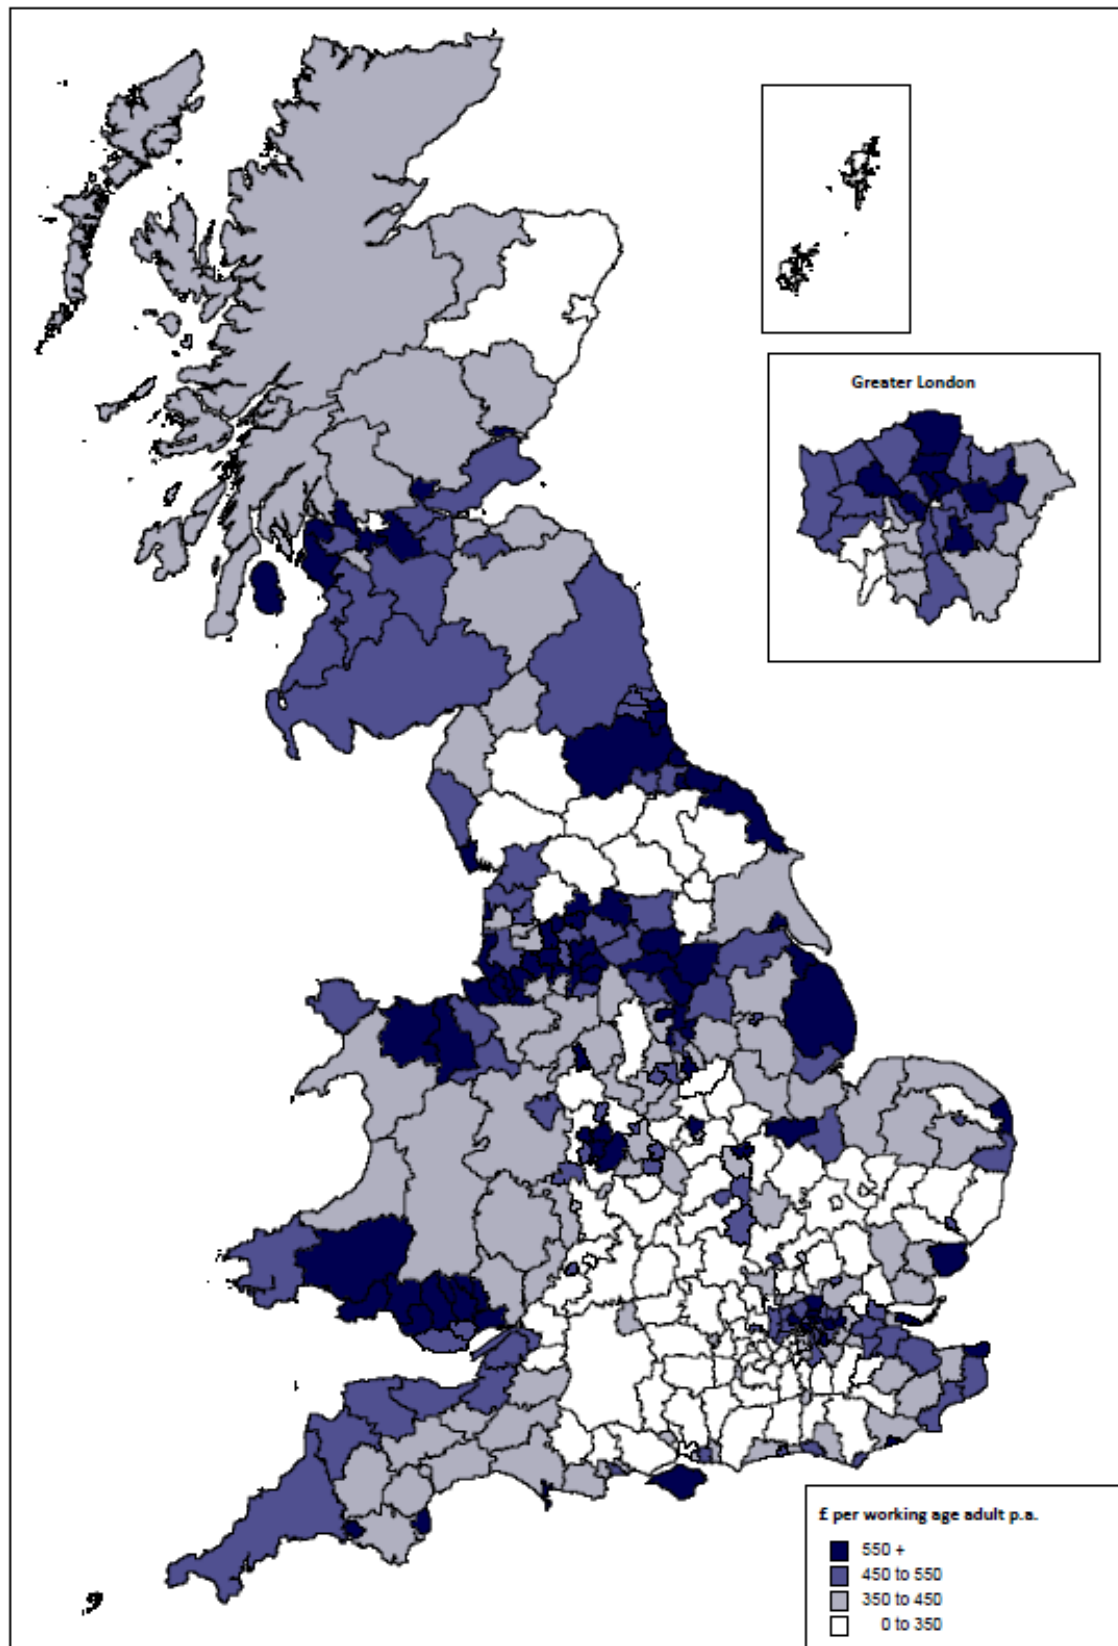 Greater London
£ per working age adult p.a.
550 +
450 to 550
350 to 450
0 to 350